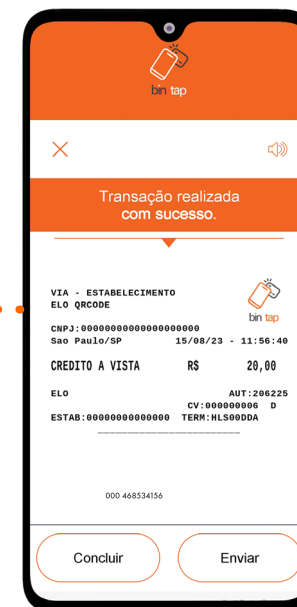 bin tap
Transação realizada
com sucesso.
VIA - ESTABELECIMENTO
ELO QRCODE
bin tap
CNPJ:00000000000000000000
Sao Paulo/SP 15/08/23 - 11:56:40
CREDITO A VISTA R$ 20,00
ELO AUT:206225
CV:000000006 D
ESTAB:00000000000000 TERM:HLS00DDA
000 468534156
Concluir Enviar